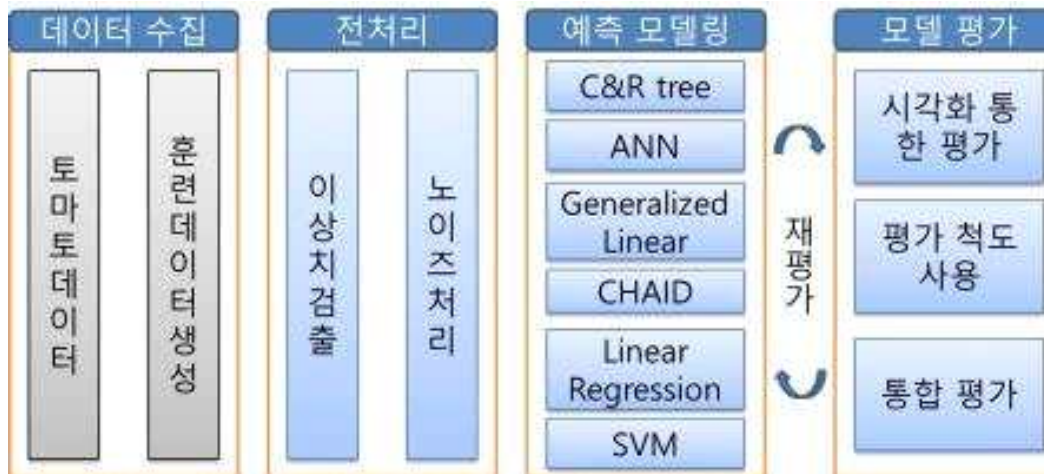 데이터 수집
토마토데이터
훈련데이터생성
전처리
이상치검출
노이즈처리
예측 모델링
C&R tree
ANN
Generalized
Linear
CHAID
Linear
Regression
SVM
재평가
모델 평가
시각화 통
한 평가
평가 척도
사용
통합 평가